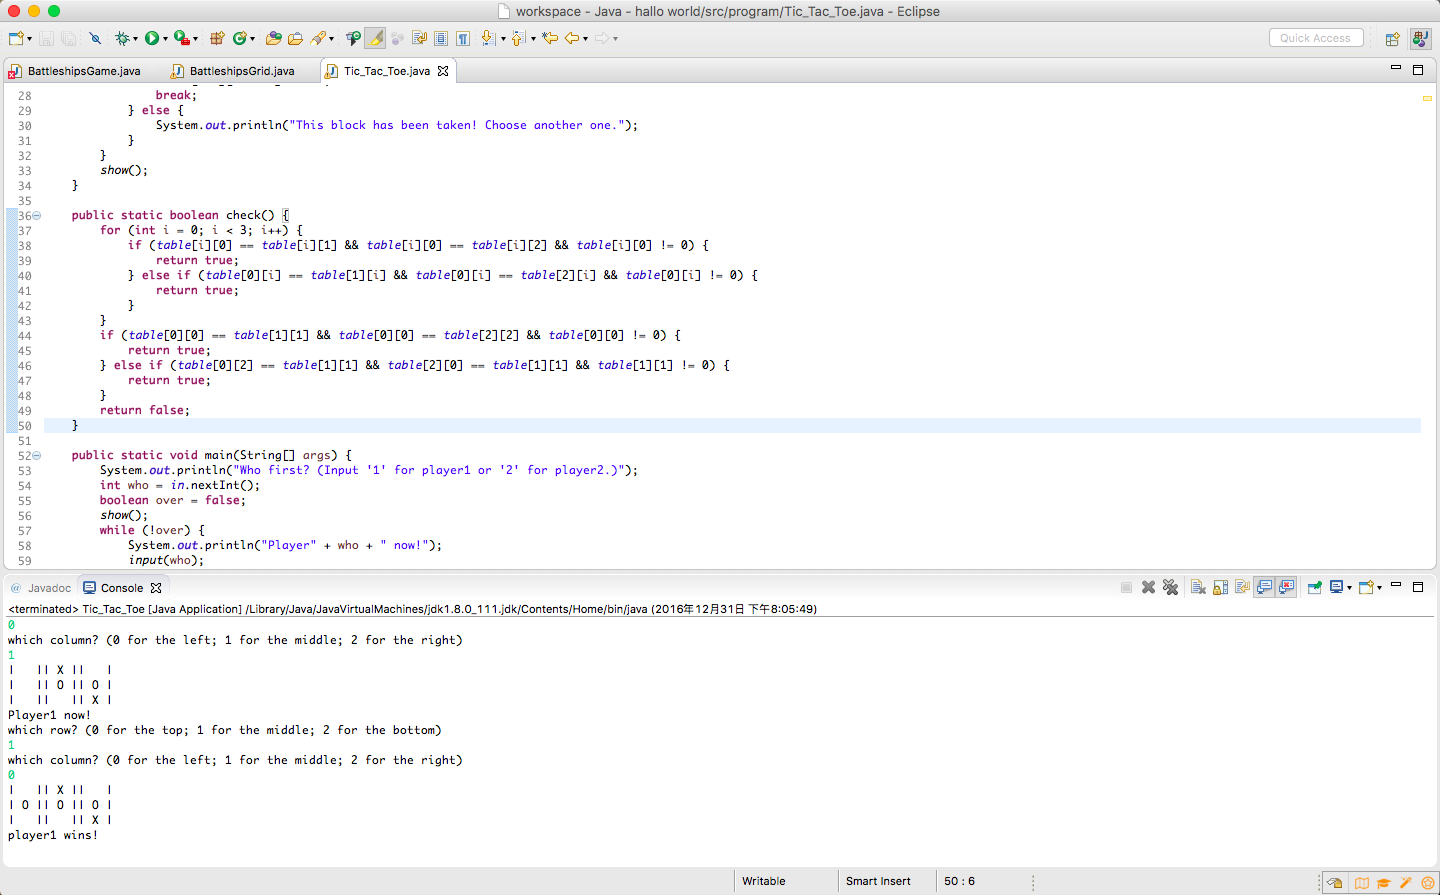 workspace - Java - hallo world/src/program/Tic_Tac_Toe.java - Eclipse
Quick Access
BattleshipsGame.java BattleshipsGrid.java Tic_Tac_Toe.java
28 break;
29 } else {
30 System.out.println("This block has been taken! Choose another one.");
31 }
32 }
33 show();
34 }
35
36 public static boolean check() {
37 for (int i = 0; i < 3; i++) {
38 if (table[i][0] == table[i][1] && table[i][0] == table[i][2] && table[i][0] != 0) {
39 return true;
40 } else if (table[0][i] == table[1][i] && table[0][i] == table[2][i] && table[0][i] != 0) {
41 return true;
42 }
43 }
44 if (table[0][0] == table[1][1] && table[0][0] == table[2][2] && table[0][0] != 0) {
45 return true;
46 } else if (table[0][2] == table[1][1] && table[2][0] == table[1][1] && table[1][1] != 0) {
47 return true;
48 }
49 return false;
50 }
51
52 public static void main(String[] args) {
53 System.out.println("Who first? (Input '1' for player1 or '2' for player2.)");
54 int who = in.nextInt();
55 boolean over = false;
56 show();
57 while (!over) {
58 System.out.println("Player" + who + " now!");
59 input(who);
@ Javadoc Console
<terminated> Tic_Tac_Toe [Java Application] /Library/Java/JavaVirtualMachines/jdk1.8.0_111.jdk/Contents/Home/bin/java (2016年12月31日 下午8:05:49)
0
which column? (0 for the left; 1 for the middle; 2 for the right)
1
|   || X ||   |
|   || O || O |
|   ||   || X |
Player1 now!
which row? (0 for the top; 1 for the middle; 2 for the bottom)
1
which column? (0 for the left; 1 for the middle; 2 for the right)
0
|   || X ||   |
| O || O || O |
|   ||   || X |
player1 wins!
Writable Smart Insert 50 : 6